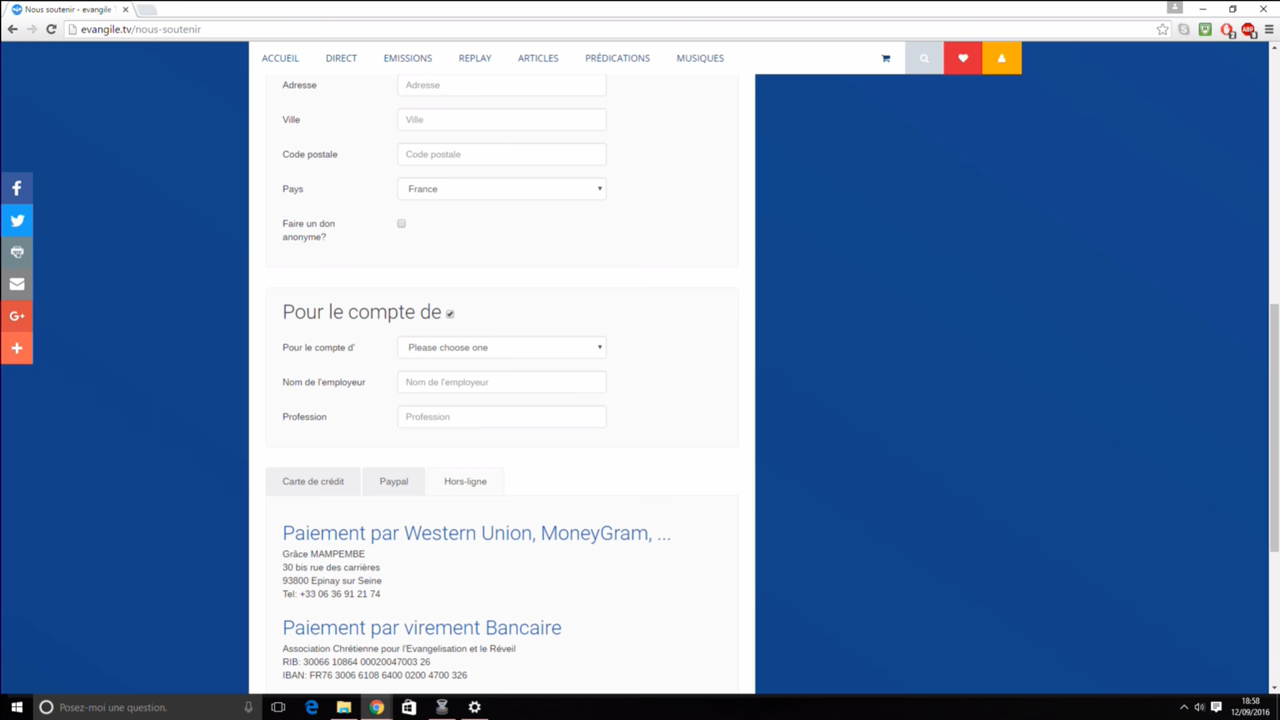 Nous soutenir - evangile T
evangile.tv/nous-soutenir
ACCUEIL DIRECT EMISSIONS REPLAY ARTICLES PRÉDICATIONS MUSIQUES
Adresse Adresse
Ville Ville
Code postale Code postale
Pays France
Faire un don
anonyme?
Pour le compte de
Pour le compte d' Please choose one
Nom de l'employeur Nom de l'employeur
Profession Profession
Carte de crédit Paypal Hors-ligne
Paiement par Western Union, MoneyGram, ...
Grâce MAMPEMBE
30 bis rue des carrières
93800 Epinay sur Seine
Tel: +33 06 36 91 21 74
Paiement par virement Bancaire
Association Chrétienne pour l'Evangelisation et le Réveil
RIB: 30066 10864 00020047003 26
IBAN: FR76 3006 6108 6400 0200 4700 326
Posez-moi une question.
18:58
12/09/2016